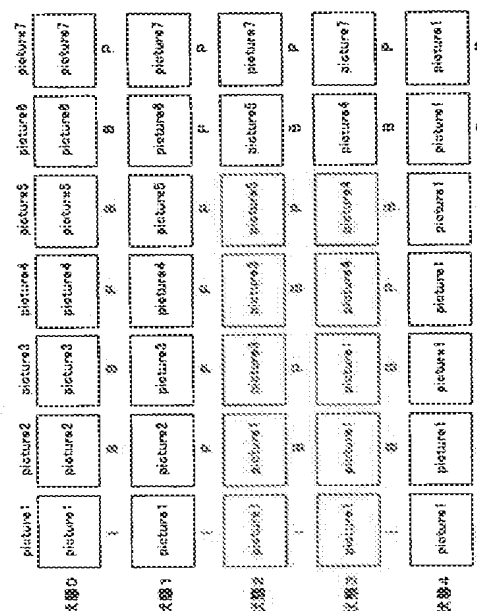 picture1 picture2 picture3 picture4 picture5 picture6 picture7
picture1 picture2 picture3 picture4 picture5 picture6 picture7
I B B P B B P
picture1 picture2 picture3 picture4 picture5 picture6 picture7
P P P P P P
picture1 picture1 picture3 picture3 picture5 picture5 picture7
I B P B P B P
picture1 picture1 picture1 picture4 picture4 picture4 picture7
I B B P B B P
picture1 picture1 picture1 picture1 picture1 picture1 picture1